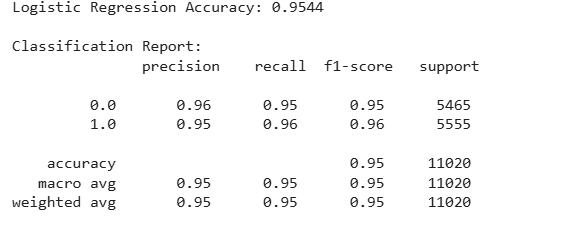 Logistic Regression Accuracy: 0.9544
Classification Report:
precision recall f1-score support
0.0 0.96 0.95 0.95 5465
1.0 0.95 0.96 0.96 5555
accuracy 0.95 11020
macro avg 0.95 0.95 0.95 11020
weighted avg 0.95 0.95 0.95 11020